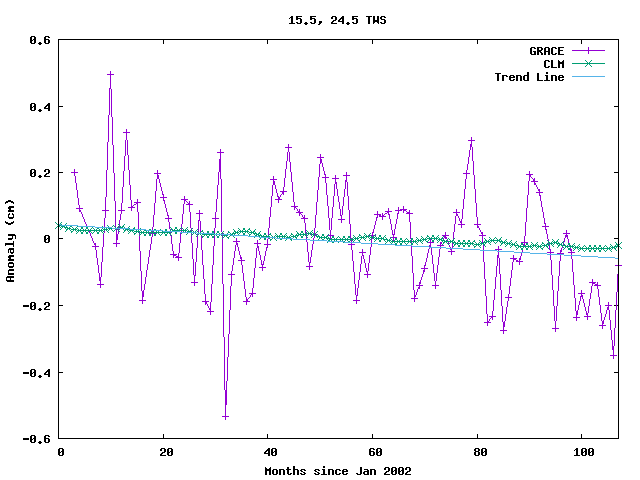 15.5, 24.5 TWS
GRACE
CLM
Trend Line
Anomaly (cm)
0.6
0.4
0.2
0
-0.2
-0.4
-0.6
0 20 40 60 80 100
Months since Jan 2002